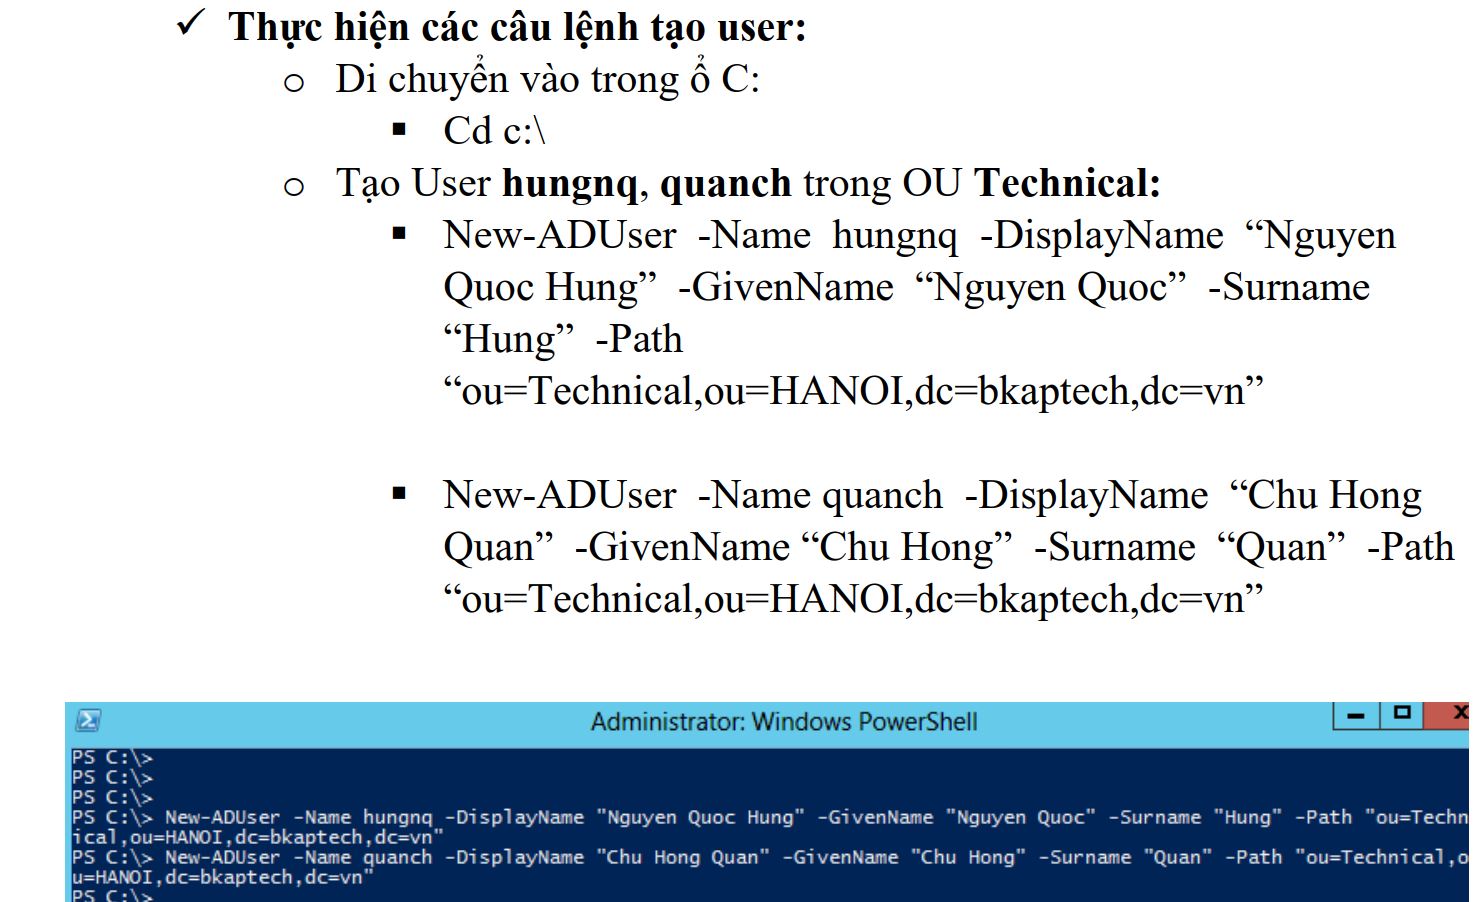 ✓ Thực hiện các câu lệnh tạo user:
o Di chuyển vào trong ổ C:
▪ Cd c:\
o Tạo User hungnq, quanch trong OU Technical:
▪ New-ADUser -Name hungnq -DisplayName “Nguyen
Quoc Hung” -GivenName “Nguyen Quoc” -Surname
“Hung” -Path
“ou=Technical,ou=HANOI,dc=bkaptech,dc=vn”
▪ New-ADUser -Name quanch -DisplayName “Chu Hong
Quan” -GivenName “Chu Hong” -Surname “Quan” -Path
“ou=Technical,ou=HANOI,dc=bkaptech,dc=vn”
Administrator: Windows PowerShell
PS C:\>
PS C:\>
PS C:\>
PS C:\> New-ADUser -Name hungnq -DisplayName "Nguyen Quoc Hung" -GivenName "Nguyen Quoc" -Surname "Hung" -Path "ou=Techn
ical,ou=HANOI,dc=bkaptech,dc=vn"
PS C:\> New-ADUser -Name quanch -DisplayName "Chu Hong Quan" -GivenName "Chu Hong" -Surname "Quan" -Path "ou=Technical,o
u=HANOI,dc=bkaptech,dc=vn"
PS C:\>